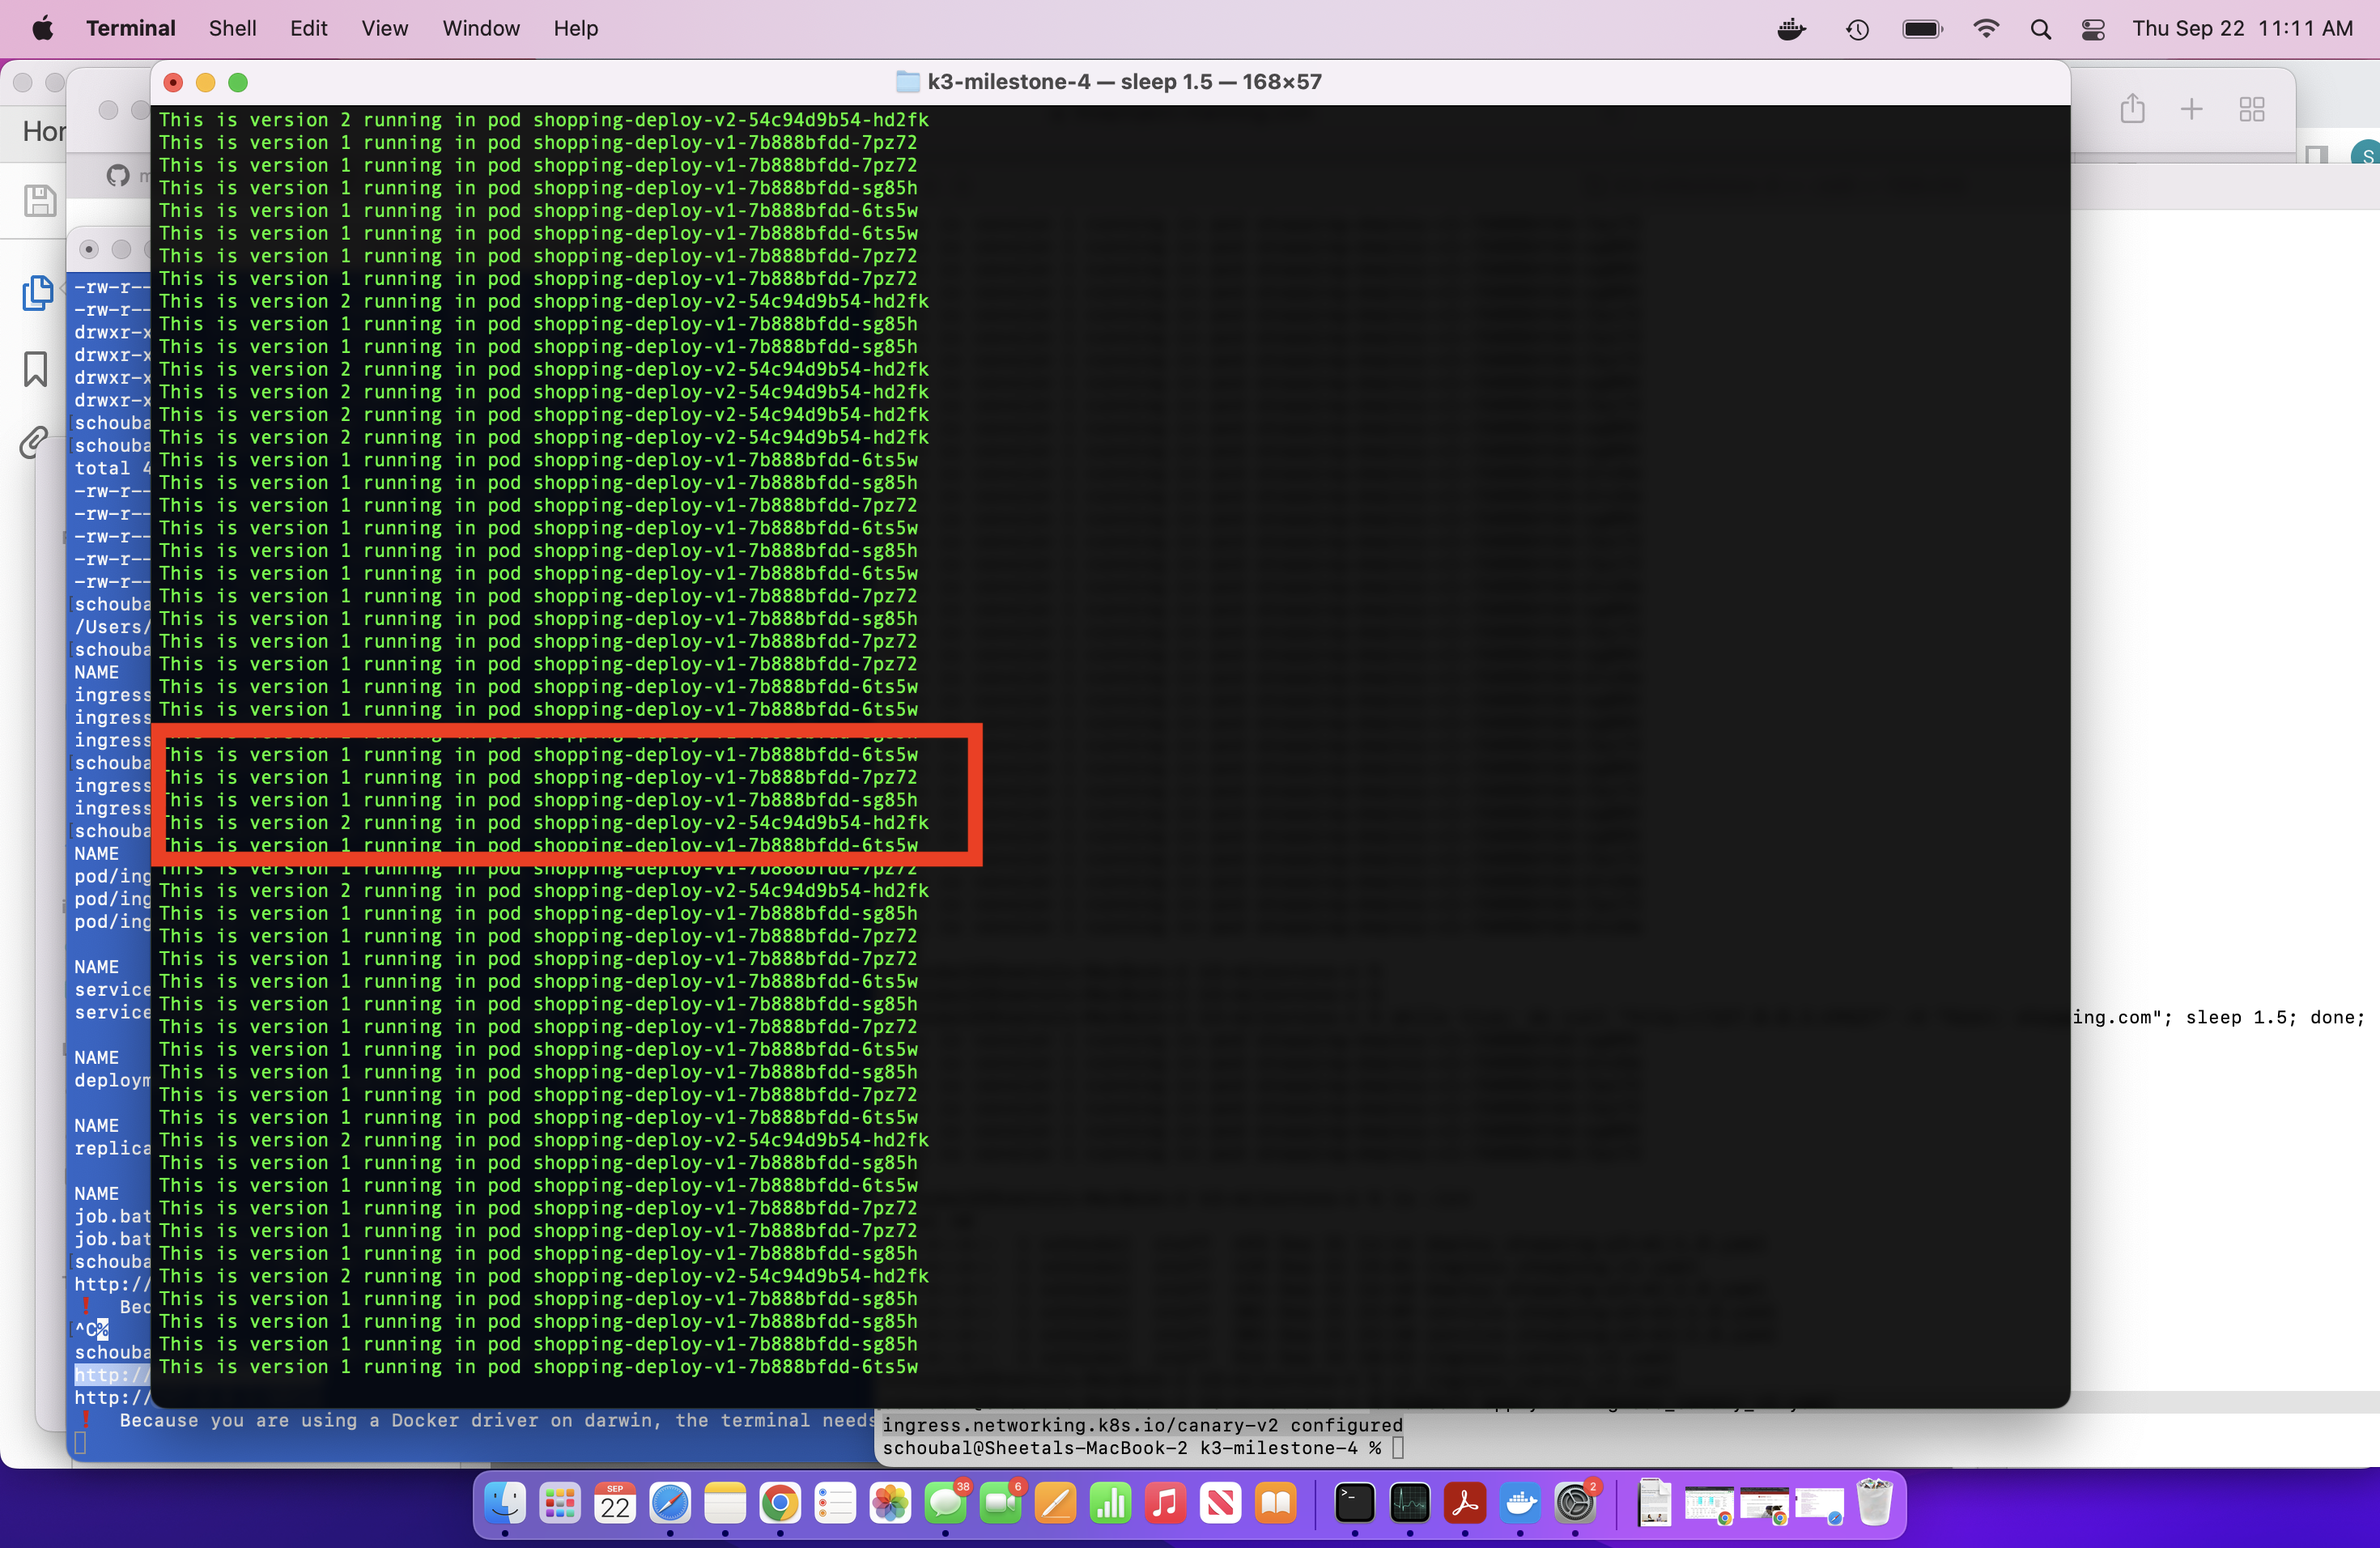 Terminal Shell Edit View Window Help Thu Sep 22 11:11 AM
k3-milestone-4 — sleep 1.5 — 168×57
Hor
S
This is version 2 running in pod shopping-deploy-v2-54c94d9b54-hd2fk
This is version 1 running in pod shopping-deploy-v1-7b888bfdd-7pz72
This is version 1 running in pod shopping-deploy-v1-7b888bfdd-7pz72
This is version 1 running in pod shopping-deploy-v1-7b888bfdd-sg85h
This is version 1 running in pod shopping-deploy-v1-7b888bfdd-6ts5w
This is version 1 running in pod shopping-deploy-v1-7b888bfdd-6ts5w
This is version 1 running in pod shopping-deploy-v1-7b888bfdd-7pz72
This is version 1 running in pod shopping-deploy-v1-7b888bfdd-7pz72
This is version 2 running in pod shopping-deploy-v2-54c94d9b54-hd2fk
This is version 1 running in pod shopping-deploy-v1-7b888bfdd-sg85h
This is version 1 running in pod shopping-deploy-v1-7b888bfdd-sg85h
This is version 2 running in pod shopping-deploy-v2-54c94d9b54-hd2fk
This is version 2 running in pod shopping-deploy-v2-54c94d9b54-hd2fk
This is version 2 running in pod shopping-deploy-v2-54c94d9b54-hd2fk
This is version 2 running in pod shopping-deploy-v2-54c94d9b54-hd2fk
This is version 1 running in pod shopping-deploy-v1-7b888bfdd-6ts5w
This is version 1 running in pod shopping-deploy-v1-7b888bfdd-sg85h
This is version 1 running in pod shopping-deploy-v1-7b888bfdd-7pz72
This is version 1 running in pod shopping-deploy-v1-7b888bfdd-6ts5w
This is version 1 running in pod shopping-deploy-v1-7b888bfdd-sg85h
This is version 1 running in pod shopping-deploy-v1-7b888bfdd-6ts5w
This is version 1 running in pod shopping-deploy-v1-7b888bfdd-7pz72
This is version 1 running in pod shopping-deploy-v1-7b888bfdd-sg85h
This is version 1 running in pod shopping-deploy-v1-7b888bfdd-7pz72
This is version 1 running in pod shopping-deploy-v1-7b888bfdd-7pz72
This is version 1 running in pod shopping-deploy-v1-7b888bfdd-6ts5w
This is version 1 running in pod shopping-deploy-v1-7b888bfdd-6ts5w
This is version 1 running in pod shopping-deploy-v1-7b888bfdd-sg85h
This is version 1 running in pod shopping-deploy-v1-7b888bfdd-6ts5w
This is version 1 running in pod shopping-deploy-v1-7b888bfdd-7pz72
This is version 1 running in pod shopping-deploy-v1-7b888bfdd-sg85h
This is version 2 running in pod shopping-deploy-v2-54c94d9b54-hd2fk
This is version 1 running in pod shopping-deploy-v1-7b888bfdd-6ts5w
This is version 1 running in pod shopping-deploy-v1-7b888bfdd-7pz72
This is version 2 running in pod shopping-deploy-v2-54c94d9b54-hd2fk
This is version 1 running in pod shopping-deploy-v1-7b888bfdd-sg85h
This is version 1 running in pod shopping-deploy-v1-7b888bfdd-7pz72
This is version 1 running in pod shopping-deploy-v1-7b888bfdd-7pz72
This is version 1 running in pod shopping-deploy-v1-7b888bfdd-6ts5w
This is version 1 running in pod shopping-deploy-v1-7b888bfdd-sg85h
This is version 1 running in pod shopping-deploy-v1-7b888bfdd-7pz72
This is version 1 running in pod shopping-deploy-v1-7b888bfdd-6ts5w
This is version 1 running in pod shopping-deploy-v1-7b888bfdd-sg85h
This is version 1 running in pod shopping-deploy-v1-7b888bfdd-7pz72
This is version 1 running in pod shopping-deploy-v1-7b888bfdd-6ts5w
This is version 2 running in pod shopping-deploy-v2-54c94d9b54-hd2fk
This is version 1 running in pod shopping-deploy-v1-7b888bfdd-sg85h
This is version 1 running in pod shopping-deploy-v1-7b888bfdd-6ts5w
This is version 1 running in pod shopping-deploy-v1-7b888bfdd-7pz72
This is version 1 running in pod shopping-deploy-v1-7b888bfdd-7pz72
This is version 1 running in pod shopping-deploy-v1-7b888bfdd-sg85h
This is version 2 running in pod shopping-deploy-v2-54c94d9b54-hd2fk
This is version 1 running in pod shopping-deploy-v1-7b888bfdd-sg85h
This is version 1 running in pod shopping-deploy-v1-7b888bfdd-sg85h
This is version 1 running in pod shopping-deploy-v1-7b888bfdd-sg85h
This is version 1 running in pod shopping-deploy-v1-7b888bfdd-6ts5w
-rw-r--
-rw-r--
drwxr-x
drwxr-x
drwxr-x
drwxr-x
schouba
schouba
total 4
-rw-r--
-rw-r--
-rw-r--
-rw-r--
-rw-r--
schouba
/Users/
schouba
NAME
ingress
ingress
ingress
schouba
ingress
ingress
schouba
NAME
pod/ing
pod/ing
pod/ing
NAME
service
service
NAME
deploym
NAME
replica
NAME
job.bat
job.bat
schouba
http://
! Bec
^C%
schouba
http://
http://
! Because you are using a Docker driver on darwin, the terminal needs
ing.com"; sleep 1.5; done;
ingress.networking.k8s.io/canary-v2 configured
schoubal@Sheetals-MacBook-2 k3-milestone-4 %
SEP
22
38
6
2